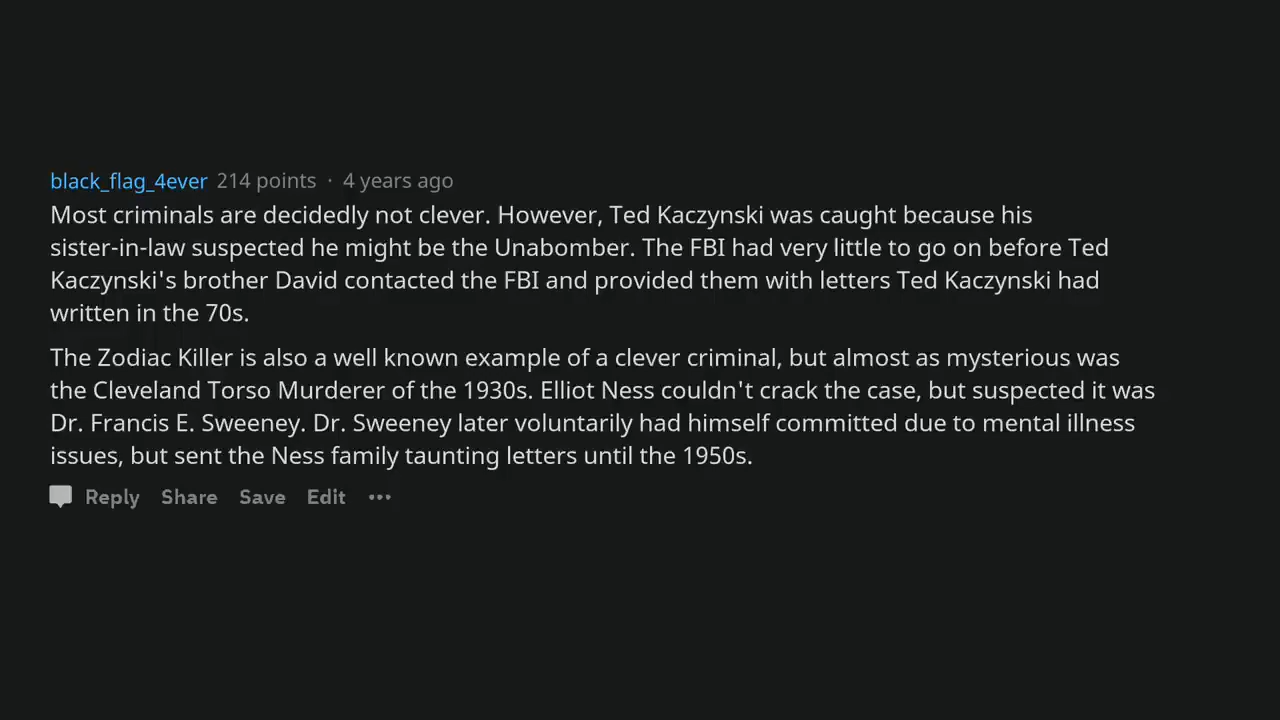 black_flag_4ever 214 points · 4 years ago
Most criminals are decidedly not clever. However, Ted Kaczynski was caught because his
sister-in-law suspected he might be the Unabomber. The FBI had very little to go on before Ted
Kaczynski's brother David contacted the FBI and provided them with letters Ted Kaczynski had
written in the 70s.
The Zodiac Killer is also a well known example of a clever criminal, but almost as mysterious was
the Cleveland Torso Murderer of the 1930s. Elliot Ness couldn't crack the case, but suspected it was
Dr. Francis E. Sweeney. Dr. Sweeney later voluntarily had himself committed due to mental illness
issues, but sent the Ness family taunting letters until the 1950s.
Reply Share Save Edit •••